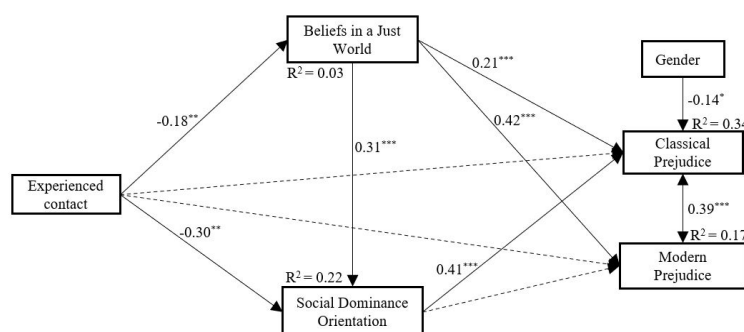 Beliefs in a Just
World
R² = 0.03
Gender
0.21***
-0.14*
R² = 0.34
-0.18**
0.42***
0.31***
Classical
Prejudice
Experienced
contact
0.39***
-0.30**
R² = 0.17
0.41***
Modern
Prejudice
R² = 0.22
Social Dominance
Orientation